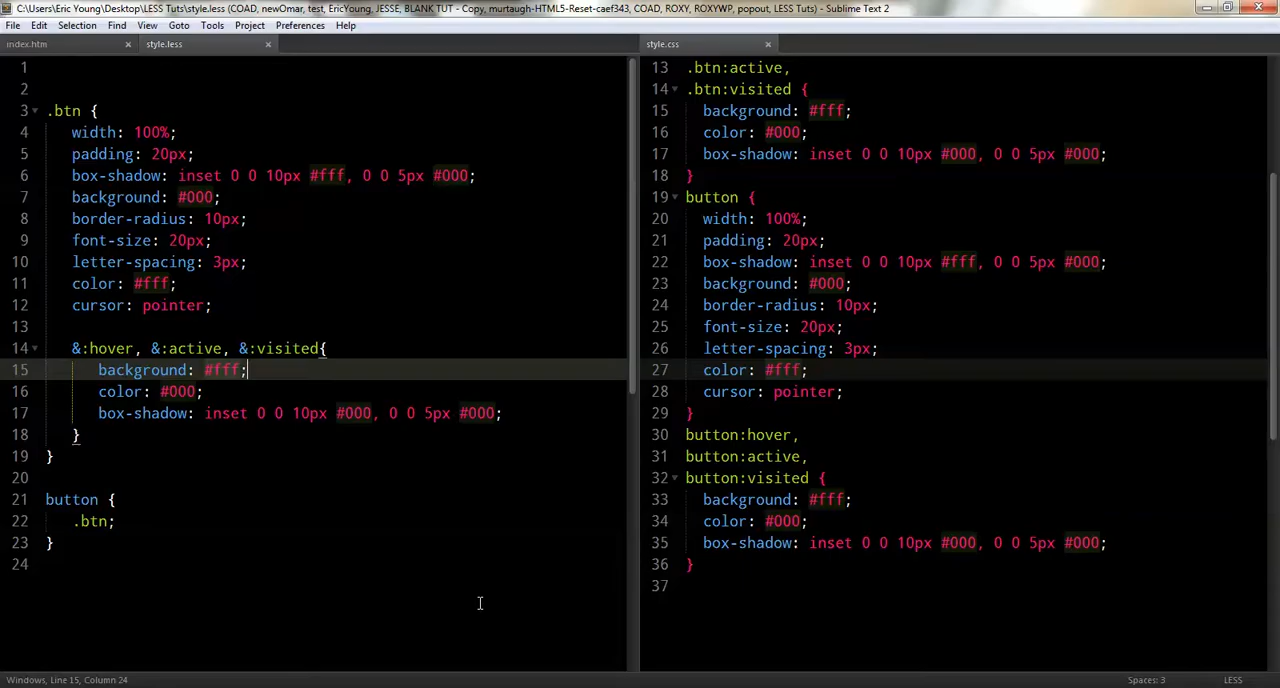 C:\Users\Eric Young\Desktop\LESS Tuts\style.less (COAD, newOmar, test, EricYoung, JESSE, BLANK TUT - Copy, murtaugh-HTML5-Reset-caef343, COAD, ROXY, ROXYWP, popout, LESS Tuts) - Sublime Text 2
File Edit Selection Find View Goto Tools Project Preferences Help
index.htm × style.less × style.css ×
1
2
3 .btn {
4 width: 100%;
5 padding: 20px;
6 box-shadow: inset 0 0 10px #fff, 0 0 5px #000;
7 background: #000;
8 border-radius: 10px;
9 font-size: 20px;
10 letter-spacing: 3px;
11 color: #fff;
12 cursor: pointer;
13
14 &:hover, &:active, &:visited{
15 background: #fff;
16 color: #000;
17 box-shadow: inset 0 0 10px #000, 0 0 5px #000;
18 }
19 }
20
21 button {
22 .btn;
23 }
24
13 .btn:active,
14 .btn:visited {
15 background: #fff;
16 color: #000;
17 box-shadow: inset 0 0 10px #000, 0 0 5px #000;
18 }
19 button {
20 width: 100%;
21 padding: 20px;
22 box-shadow: inset 0 0 10px #fff, 0 0 5px #000;
23 background: #000;
24 border-radius: 10px;
25 font-size: 20px;
26 letter-spacing: 3px;
27 color: #fff;
28 cursor: pointer;
29 }
30 button:hover,
31 button:active,
32 button:visited {
33 background: #fff;
34 color: #000;
35 box-shadow: inset 0 0 10px #000, 0 0 5px #000;
36 }
37
Windows, Line 15, Column 24 Spaces: 3 LESS